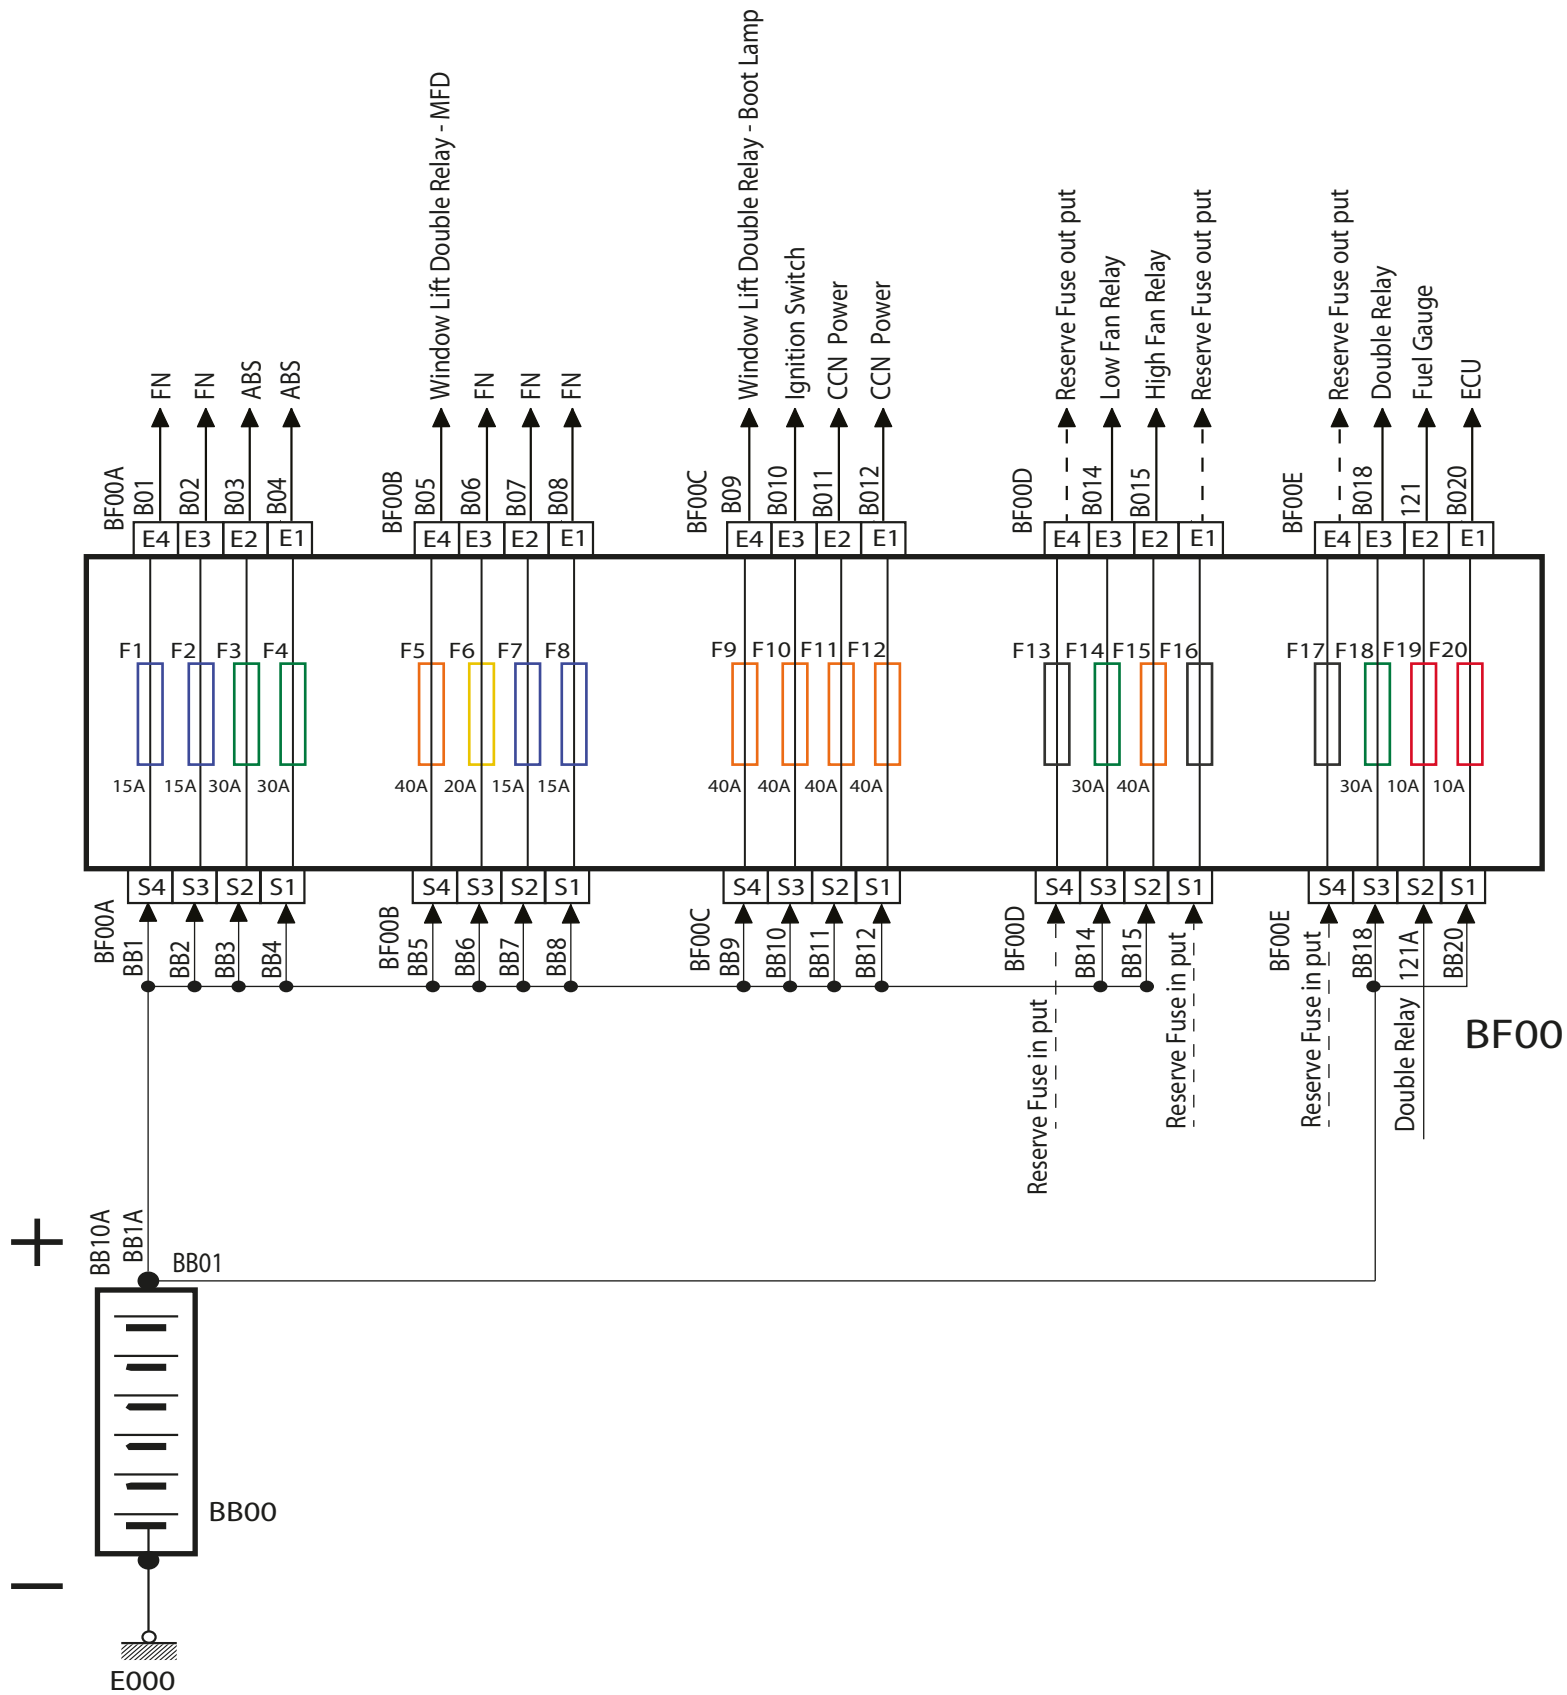 FN
FN
ABS
ABS
Window Lift Double Relay - MFD
FN
FN
FN
Window Lift Double Relay - Boot Lamp
Ignition Switch
CCN Power
CCN Power
Reserve Fuse out put
Low Fan Relay
High Fan Relay
Reserve Fuse out put
Reserve Fuse out put
Double Relay
Fuel Gauge
ECU
BF00A
B01
B02
B03
B04
BF00B
B05
B06
B07
B08
BF00C
B09
B010
B011
B012
BF00D
B014
B015
BF00E
B018
121
B020
E4 E3 E2 E1
E4 E3 E2 E1
E4 E3 E2 E1
E4 E3 E2 E1
E4 E3 E2 E1
F1 F2 F3 F4
F5 F6 F7 F8
F9 F10 F11 F12
F13 F14 F15 F16
F17 F18 F19 F20
15A 15A 30A 30A
40A 20A 15A 15A
40A 40A 40A 40A
30A 40A
30A 10A 10A
S4 S3 S2 S1
S4 S3 S2 S1
S4 S3 S2 S1
S4 S3 S2 S1
S4 S3 S2 S1
BF00A
BB1
BB2
BB3
BB4
BF00B
BB5
BB6
BB7
BB8
BF00C
BB9
BB10
BB11
BB12
BF00D
Reserve Fuse in put
BB14
BB15
Reserve Fuse in put
BF00E
Reserve Fuse in put
BB18
121A
Double Relay
BB20
BF00
+
BB10A
BB1A
BB01
BB00
–
E000